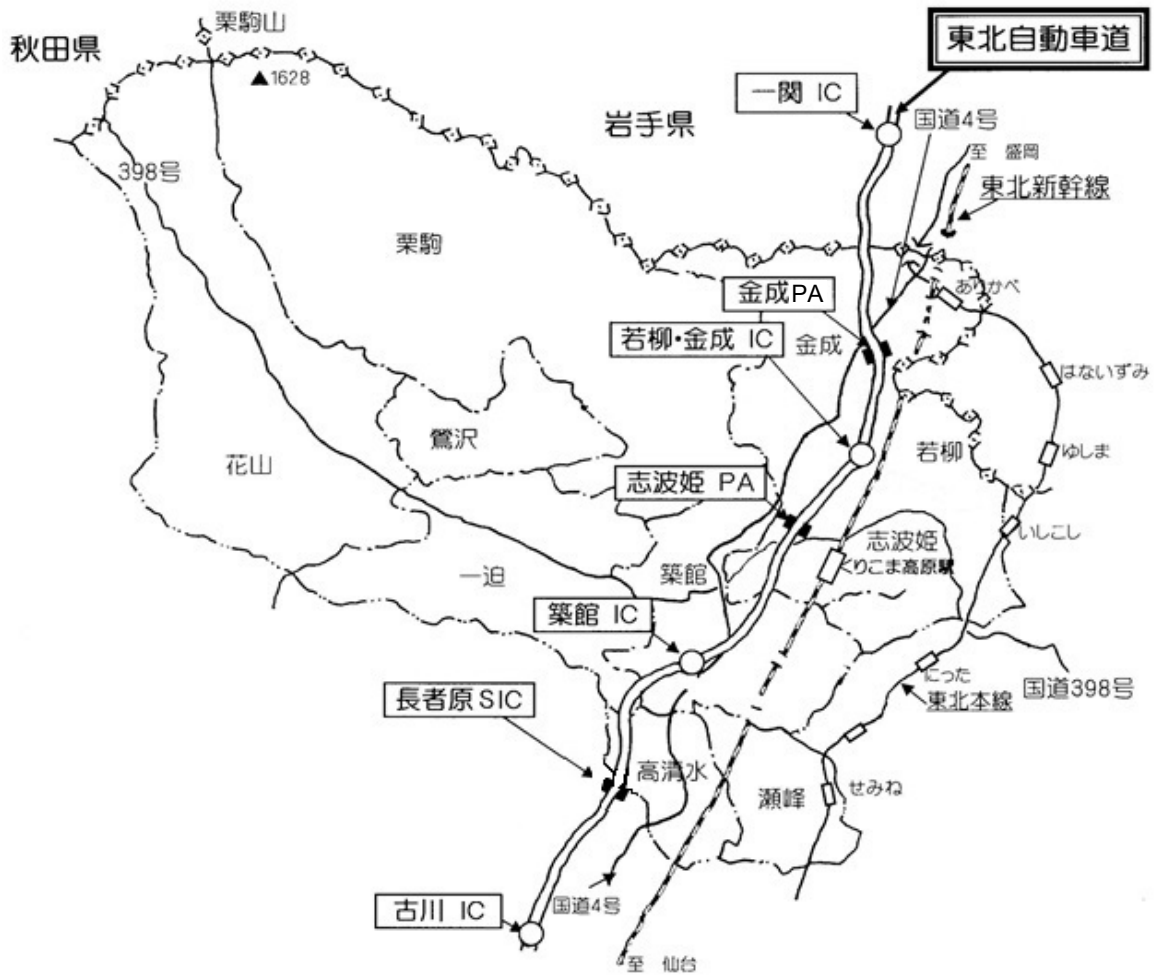 栗駒山
秋田県
東北自動車道
▲1628
一関 IC
岩手県
国道4号
至 盛岡
398号
東北新幹線
栗駒
金成PA
ありかべ
若柳・金成 IC
金成
はないずみ
鶯沢
花山
若柳
ゆしま
志波姫 PA
いしこし
志波姫
くりこま高原駅
一迫
築館
築館 IC
にった
国道398号
長者原SIC
東北本線
高清水
瀬峰
せみね
古川 IC
国道4号
至 仙台